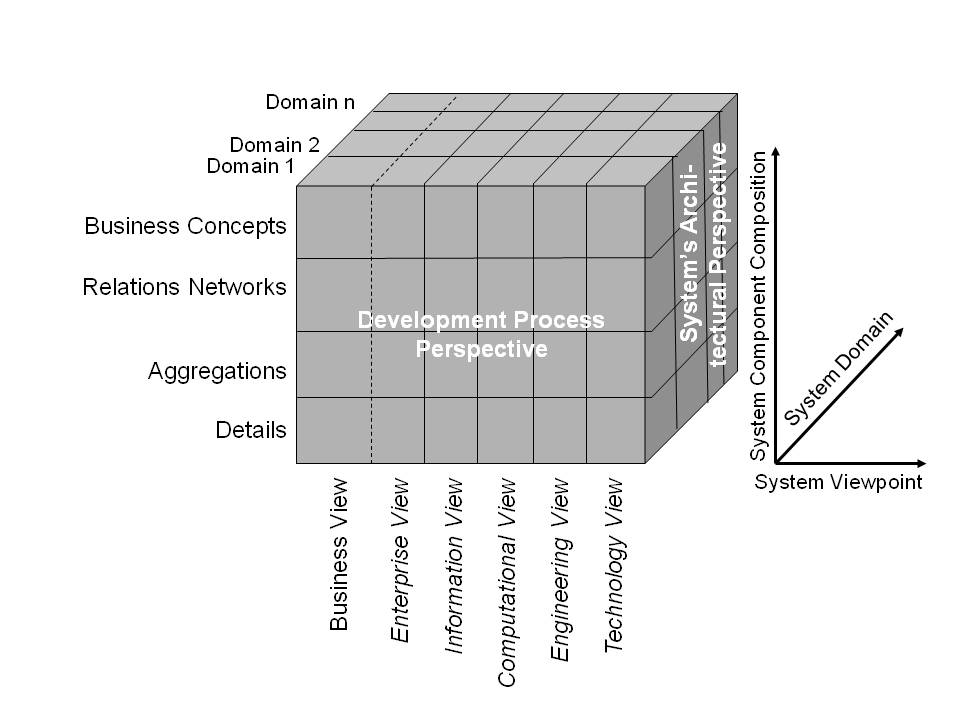 Domain n
Domain 2
Domain 1
Business Concepts
Relations Networks
Aggregations
Details
Development Process
Perspective
System's Archi-
tectural Perspective
System Component Composition
System Domain
System Viewpoint
Business View
Enterprise View
Information View
Computational View
Engineering View
Technology View